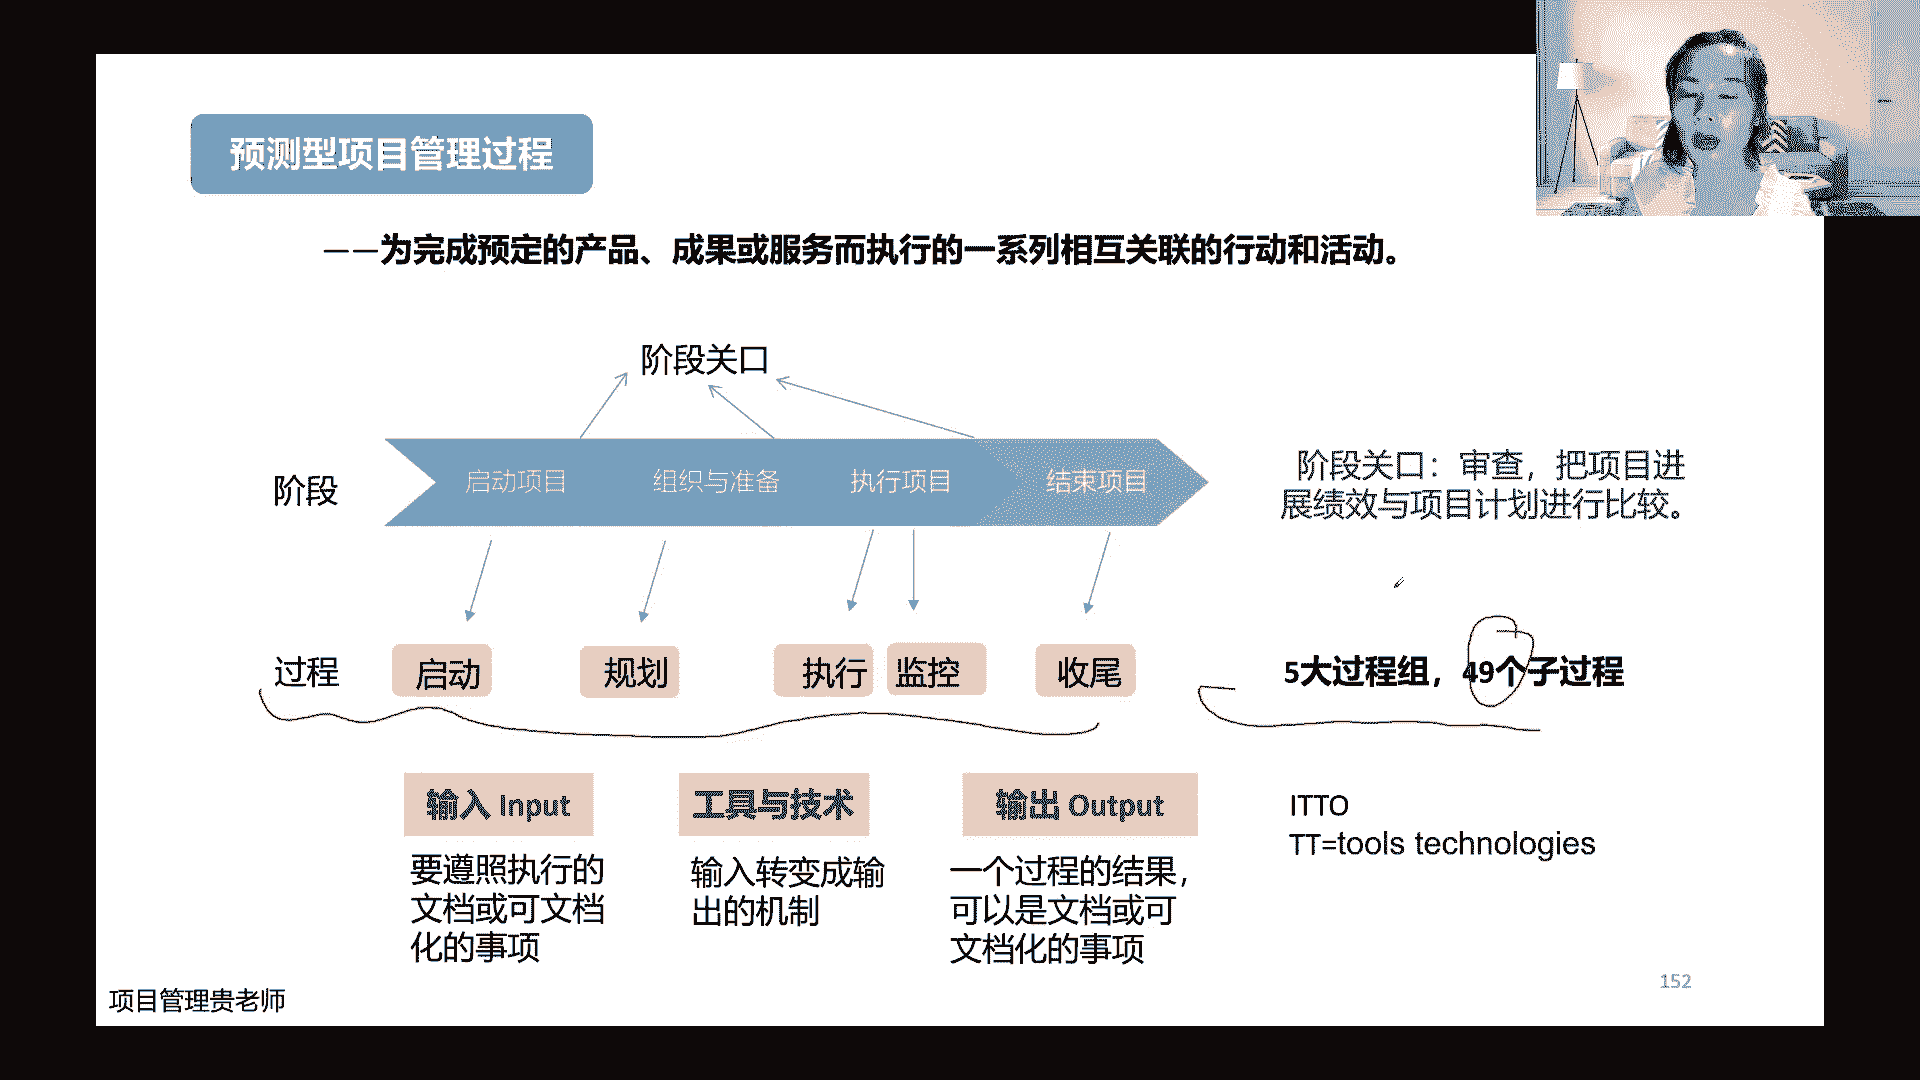 预测型项目管理过程
——为完成预定的产品、成果或服务而执行的一系列相互关联的行动和活动。
阶段关口
阶段
启动项目
组织与准备
执行项目
结束项目
阶段关口：审查，把项目进
展绩效与项目计划进行比较。
过程
启动
规划
执行
监控
收尾
5大过程组，49个子过程
输入 Input
工具与技术
输出 Output
要遵照执行的
文档或可文档
化的事项
输入转变成输
出的机制
一个过程的结果，
可以是文档或可
文档化的事项
ITTO
TT=tools technologies
152
项目管理贵老师